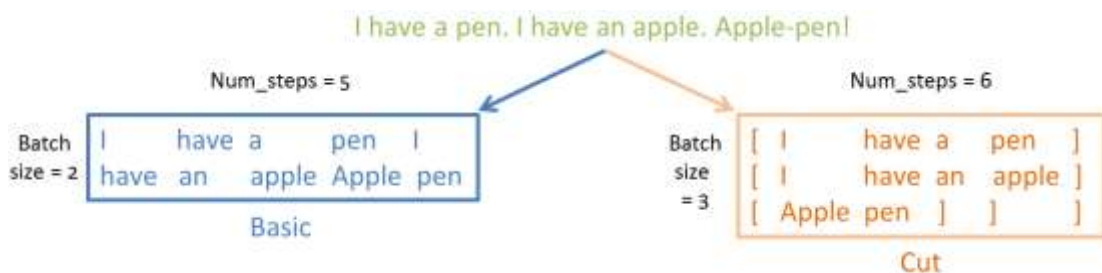 I have a pen. I have an apple. Apple-pen!
Num_steps = 5
Batch
size = 2
I have a pen I
have an apple Apple pen
Basic
Num_steps = 6
Batch
size
= 3
[ I have a pen ]
[ I have an apple ]
[ Apple pen ] ] ]
Cut